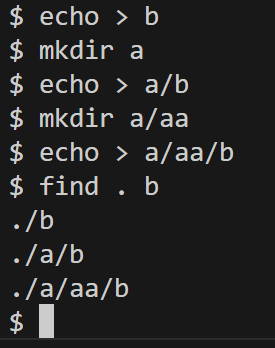 $ echo > b
$ mkdir a
$ echo > a/b
$ mkdir a/aa
$ echo > a/aa/b
$ find . b
./b
./a/b
./a/aa/b
$